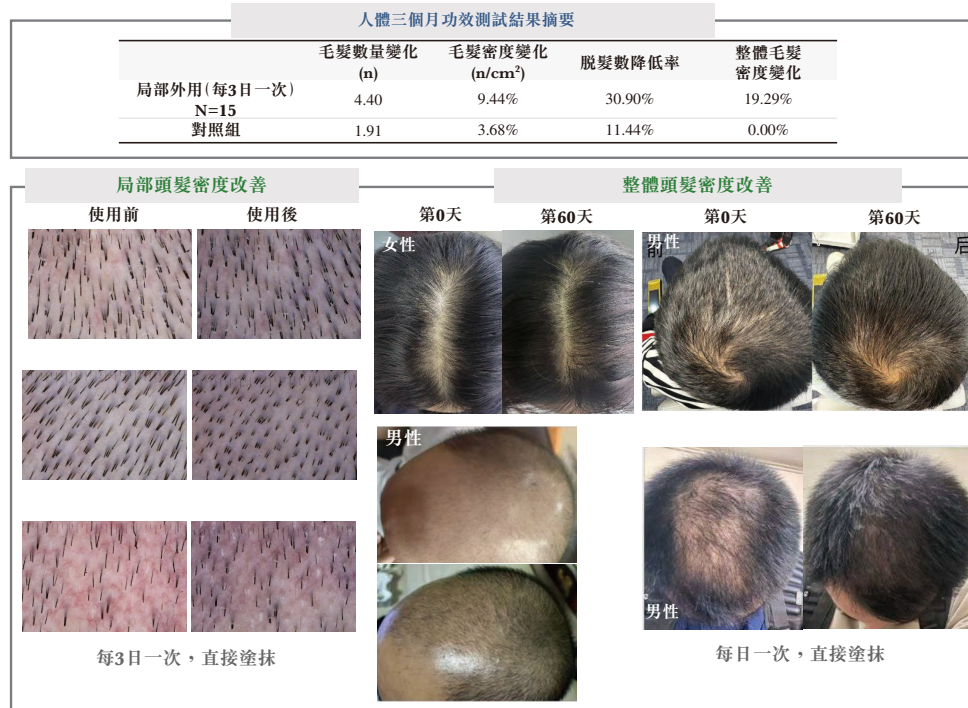 人體三個月功效測試結果摘要
毛髮數量變化 毛髮密度變化 脱髮數降低率 整體毛髮
(n) (n/cm²) 密度變化
局部外用(每3日一次) 4.40 9.44% 30.90% 19.29%
N=15
對照組 1.91 3.68% 11.44% 0.00%
局部頭髮密度改善
使用前 使用後
整體頭髮密度改善
第0天 第60天 第0天 第60天
女性
男性
前
后
男性
男性
每3日一次，直接塗抹
每日一次，直接塗抹